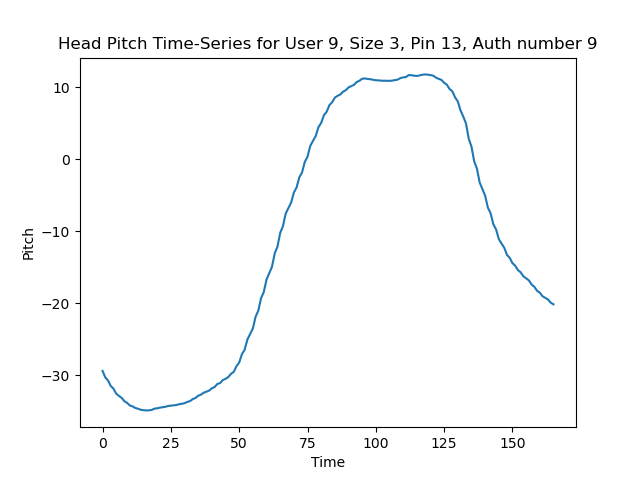 Head Pitch Time-Series for User 9, Size 3, Pin 13, Auth number 9
10
0
−10
−20
−30
Pitch
0 25 50 75 100 125 150
Time